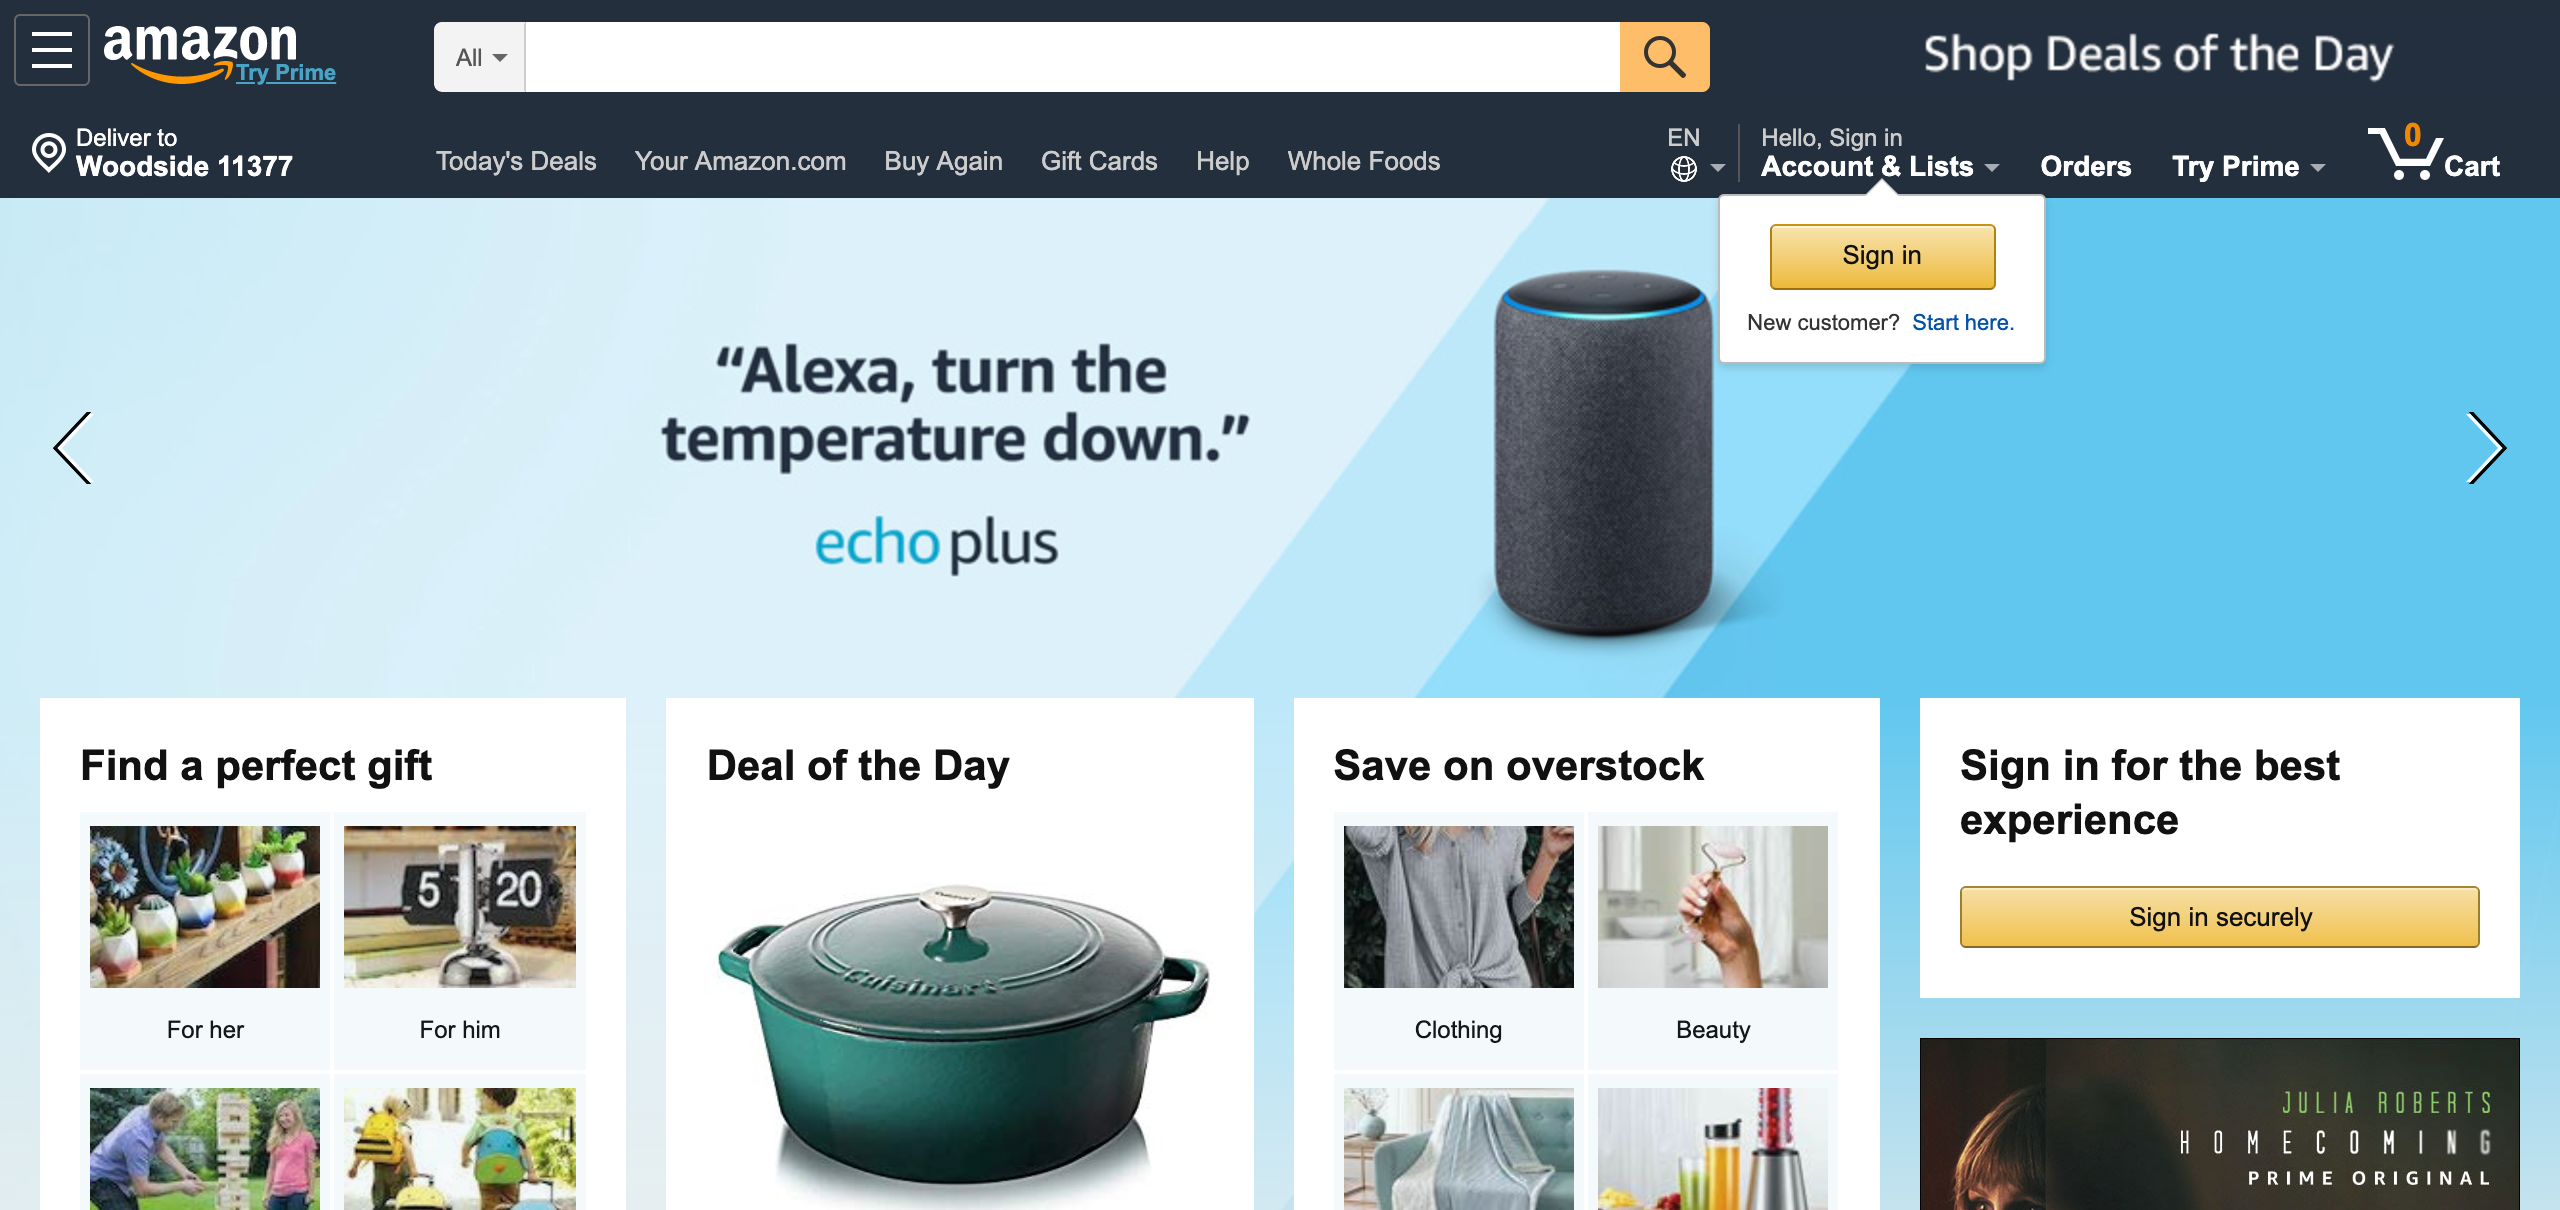 amazon
Try Prime
All
Shop Deals of the Day
Deliver to
Woodside 11377
Today's Deals
Your Amazon.com
Buy Again
Gift Cards
Help
Whole Foods
EN
Hello, Sign in
Account & Lists
Orders
Try Prime
0
Cart
Sign in
New customer? Start here.
“Alexa, turn the
temperature down.”
echo plus
Find a perfect gift
Deal of the Day
Save on overstock
Sign in for the best
experience
5 20
Cuisinart
Sign in securely
For her
For him
Clothing
Beauty
JULIA ROBERTS
HOMECOMING
PRIME ORIGINAL